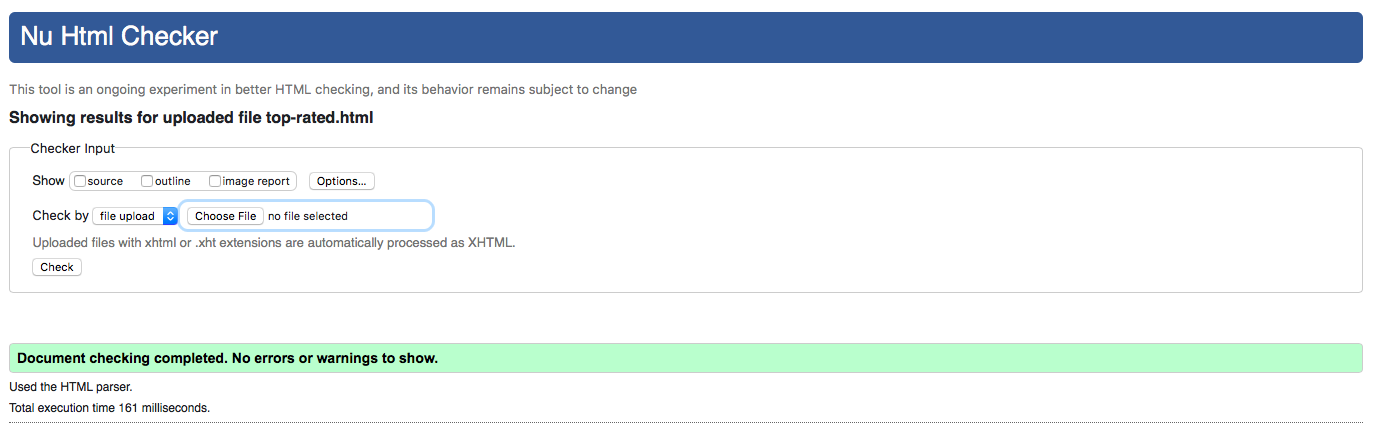 Nu Html Checker
This tool is an ongoing experiment in better HTML checking, and its behavior remains subject to change
Showing results for uploaded file top-rated.html
Checker Input
Show source outline image report Options...
Check by file upload Choose File no file selected
Uploaded files with xhtml or .xht extensions are automatically processed as XHTML.
Check
Document checking completed. No errors or warnings to show.
Used the HTML parser.
Total execution time 161 milliseconds.